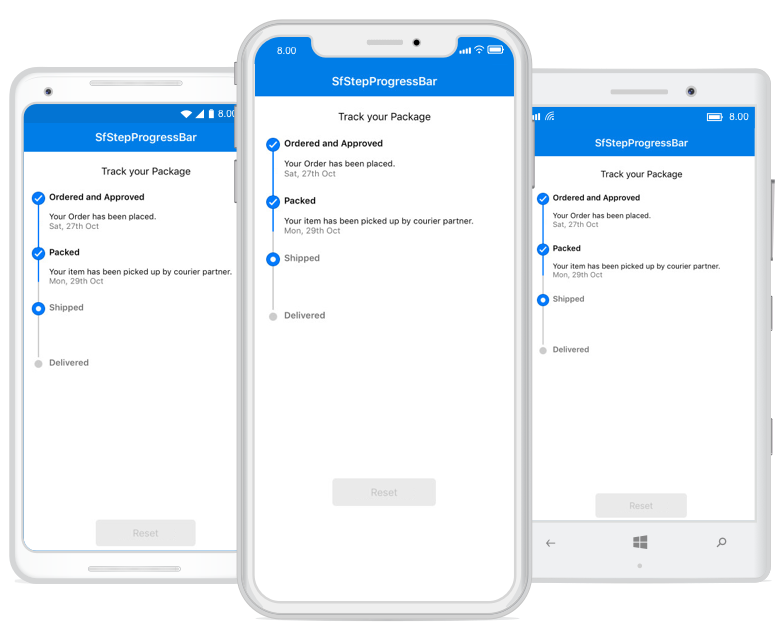 8.00
SfStepProgressBar
Track your Package
Ordered and Approved
Your Order has been placed.
Sat, 27th Oct
Packed
Your item has been picked up by courier partner.
Mon, 29th Oct
Shipped
Delivered
Reset
8.00
SfStepProgressBar
Track your Package
Ordered and Approved
Your Order has been placed.
Sat, 27th Oct
Packed
Your item has been picked up by courier partner.
Mon, 29th Oct
Shipped
Delivered
Reset
8.00
SfStepProgressBar
Track your Package
Ordered and Approved
Your Order has been placed.
Sat, 27th Oct
Packed
Your item has been picked up by courier partner.
Mon, 29th Oct
Shipped
Delivered
Reset